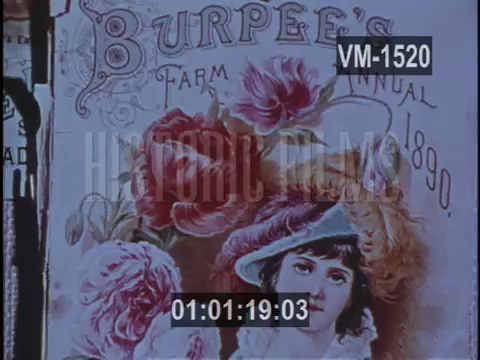 BURPEE'S
VM-1520
FARM ANNUAL
1890.
HISTORIC FILMS
01:01:19:03